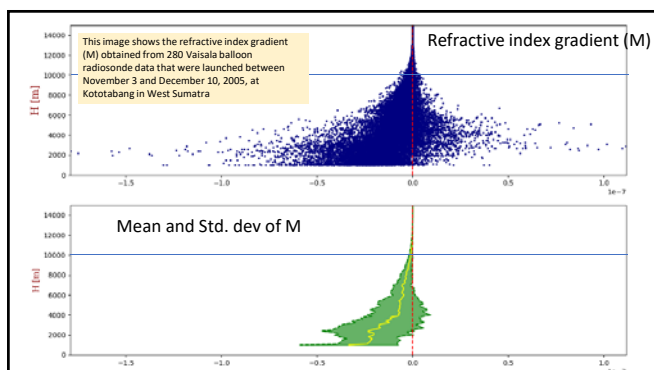 Refractive index gradient (M)
This image shows the refractive index gradient
(M) obtained from 280 Vaisala balloon
radiosonde data that were launched between
November 3 and December 10, 2005, at
Kototabang in West Sumatra
H [m]
14000
12000
10000
8000
6000
4000
2000
0
−1.5
−1.0
−0.5
0.0
0.5
1.0
1e−7
Mean and Std. dev of M
H [m]
14000
12000
10000
8000
6000
4000
2000
0
−1.5
−1.0
−0.5
0.0
0.5
1.0